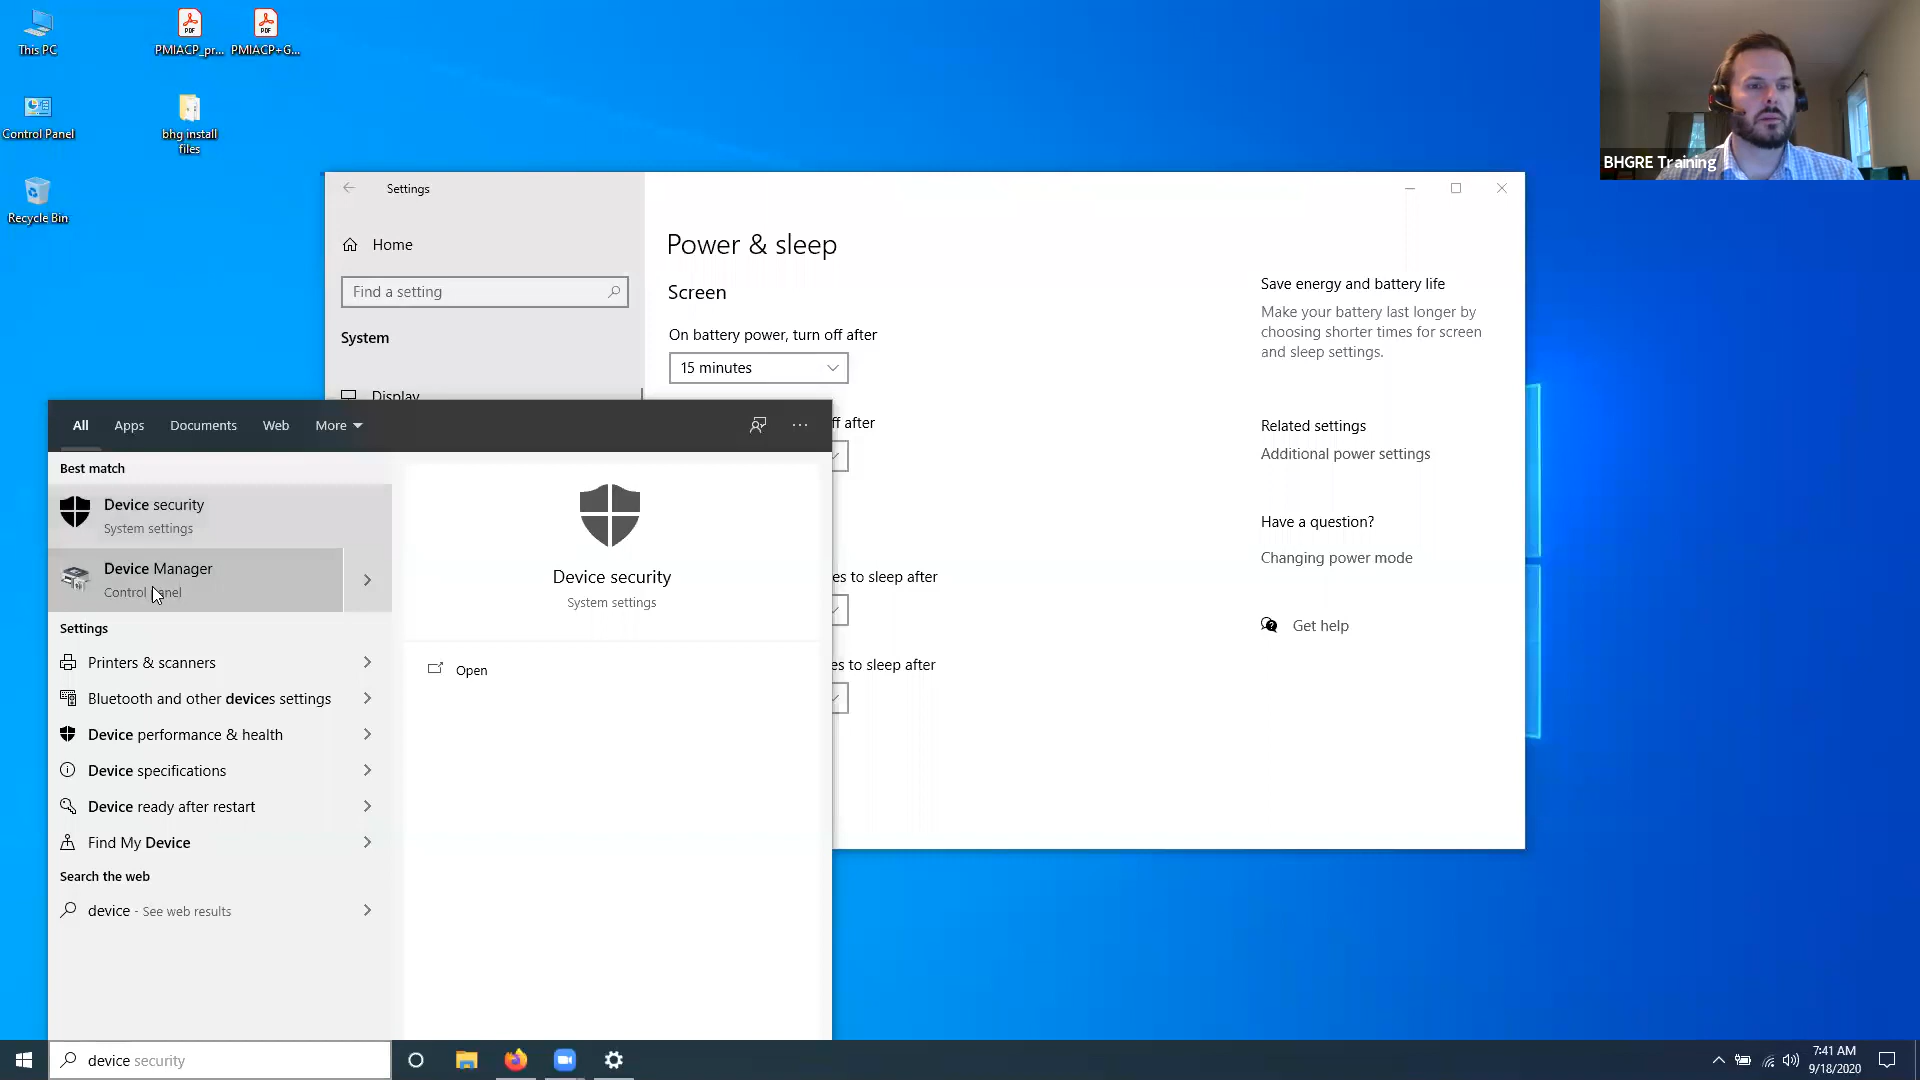 This PC
PMIACP_pr...
PMIACP+G...
Control Panel
bhg install
files
Recycle Bin
BHGRE Training
Settings
Home
Find a setting
System
Display
Power & sleep
Screen
On battery power, turn off after
15 minutes
ff after
es to sleep after
es to sleep after
Save energy and battery life
Make your battery last longer by
choosing shorter times for screen
and sleep settings.
Related settings
Additional power settings
Have a question?
Changing power mode
Get help
All
Apps
Documents
Web
More
Best match
Device security
System settings
Device Manager
Control Panel
Settings
Printers & scanners
Bluetooth and other devices settings
Device performance & health
Device specifications
Device ready after restart
Find My Device
Search the web
device - See web results
Device security
System settings
Open
device security
7:41 AM
9/18/2020